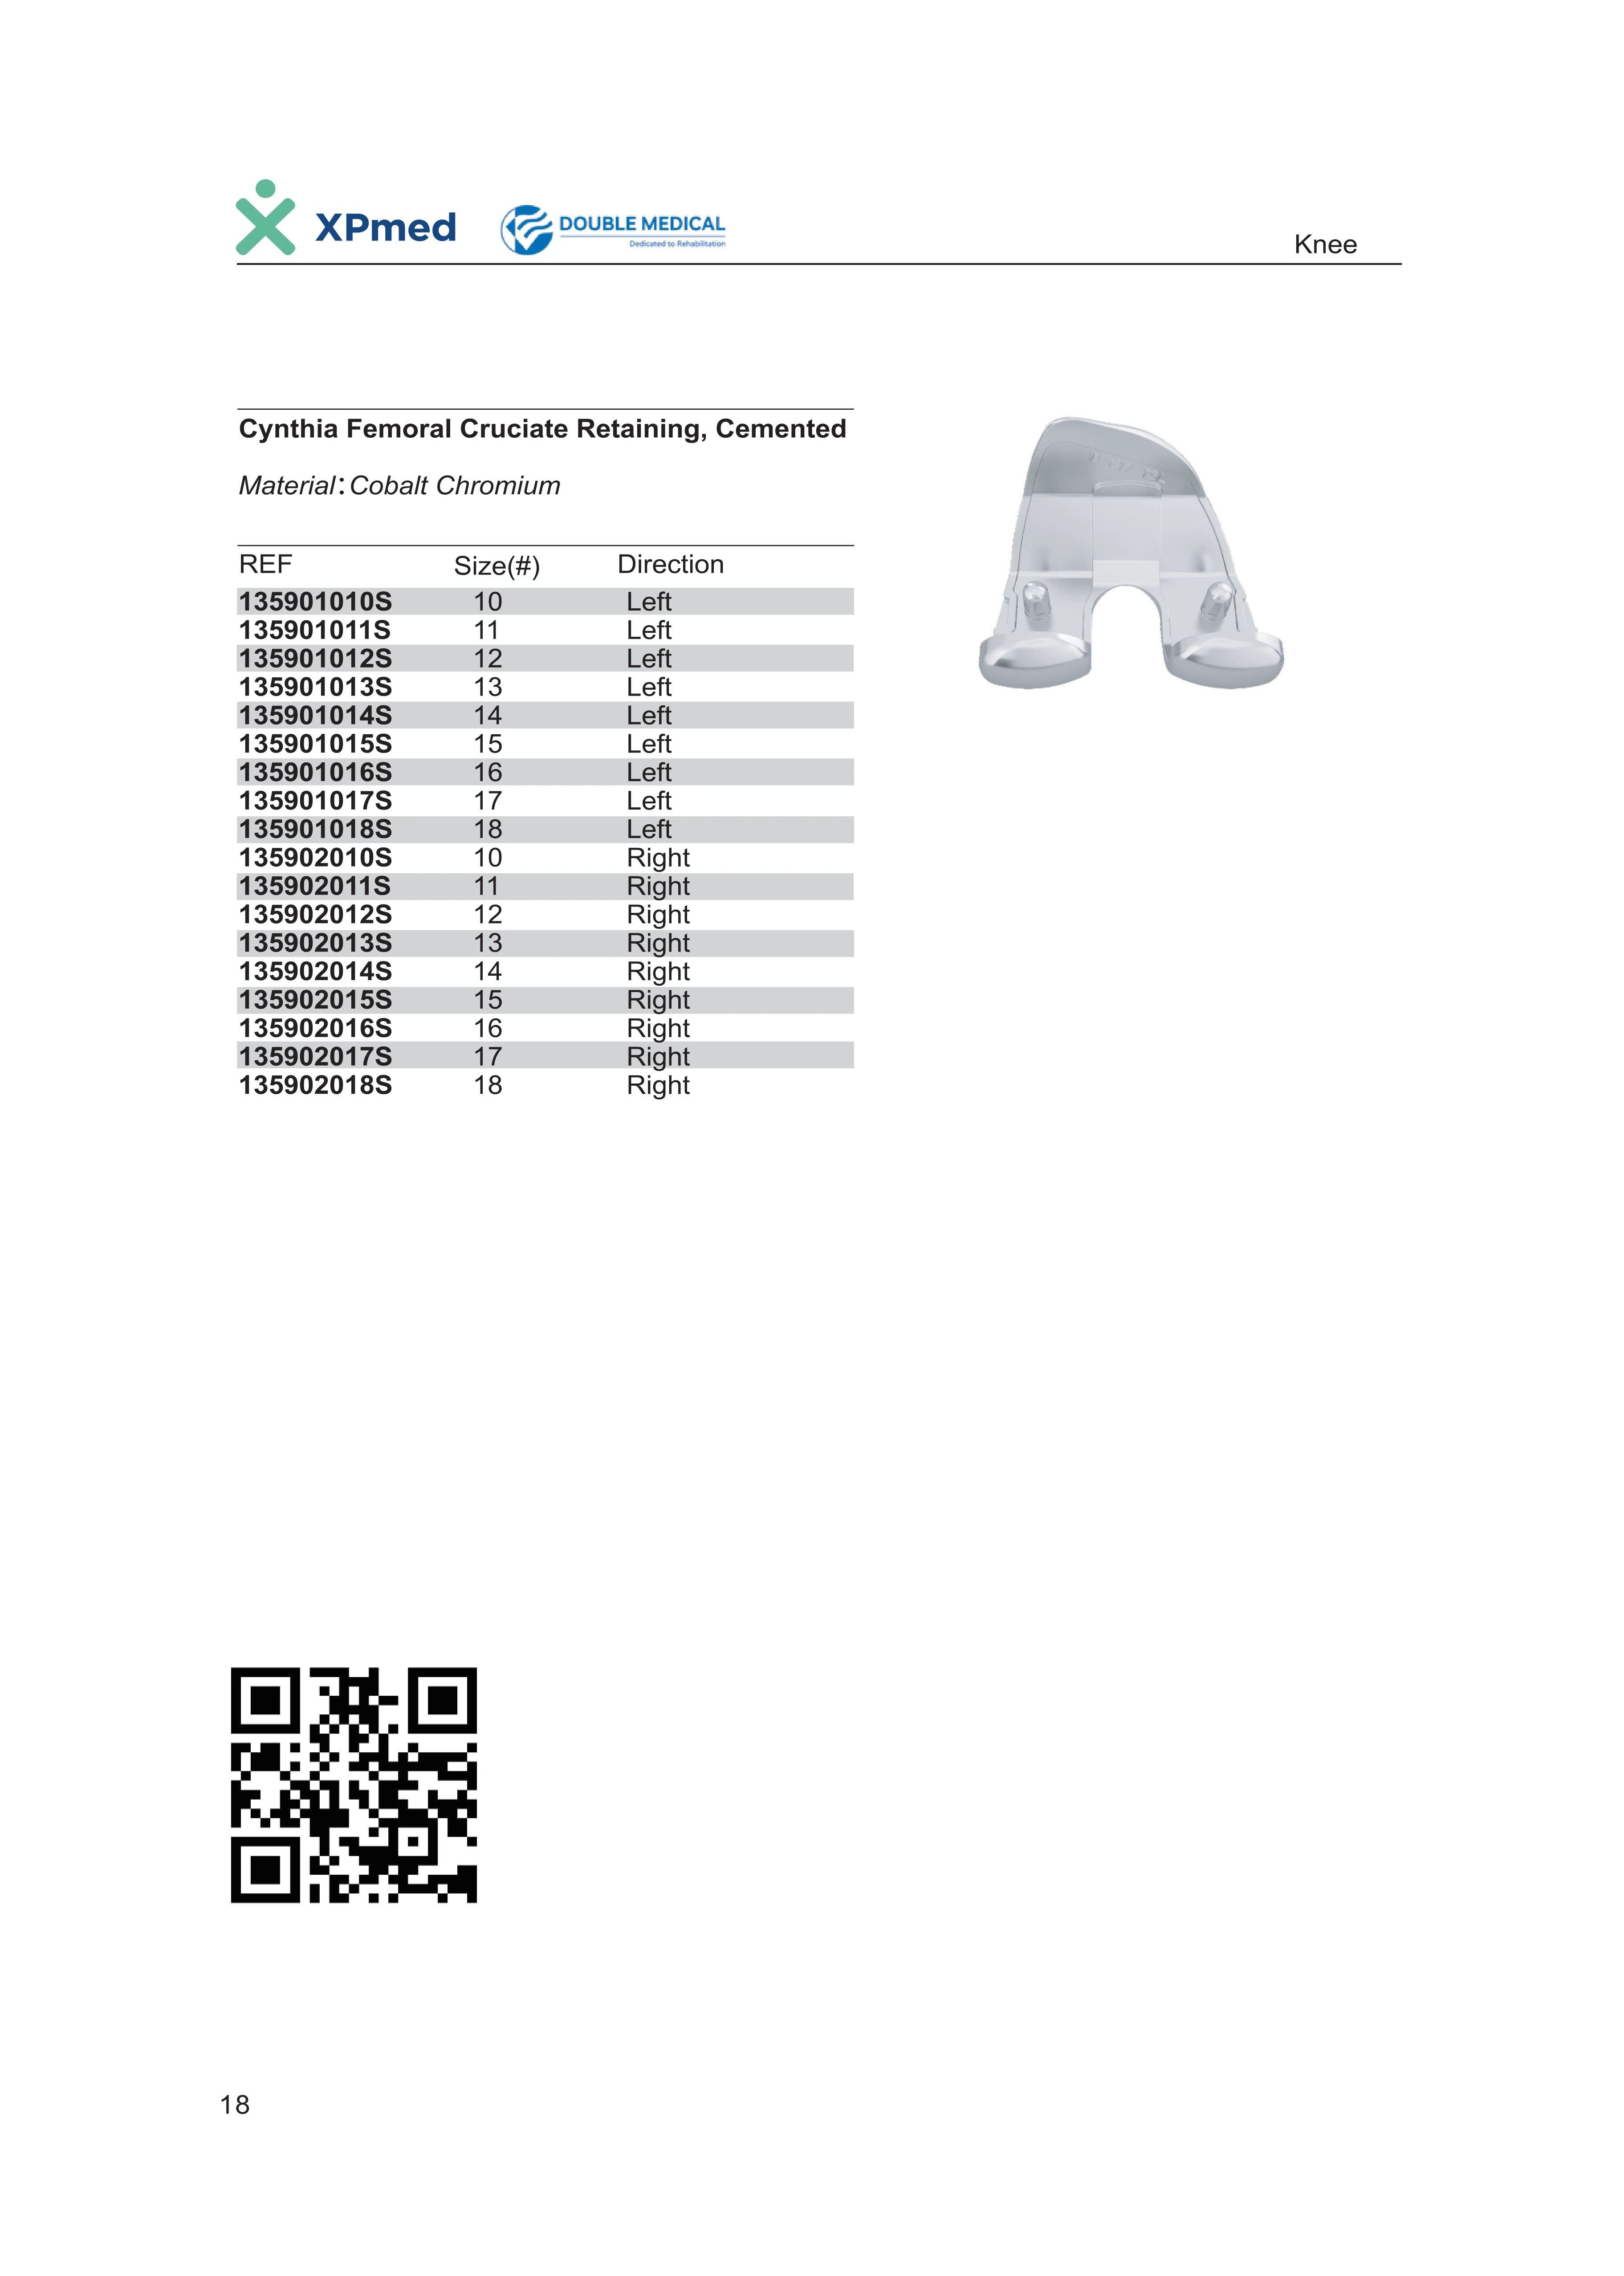 XPmed
DOUBLE MEDICAL
Dedicated to Rehabilitation
Knee
Cynthia Femoral Cruciate Retaining, Cemented
Material:Cobalt Chromium
REF Size(#) Direction
135901010S 10 Left
135901011S 11 Left
135901012S 12 Left
135901013S 13 Left
135901014S 14 Left
135901015S 15 Left
135901016S 16 Left
135901017S 17 Left
135901018S 18 Left
135902010S 10 Right
135902011S 11 Right
135902012S 12 Right
135902013S 13 Right
135902014S 14 Right
135902015S 15 Right
135902016S 16 Right
135902017S 17 Right
135902018S 18 Right
18